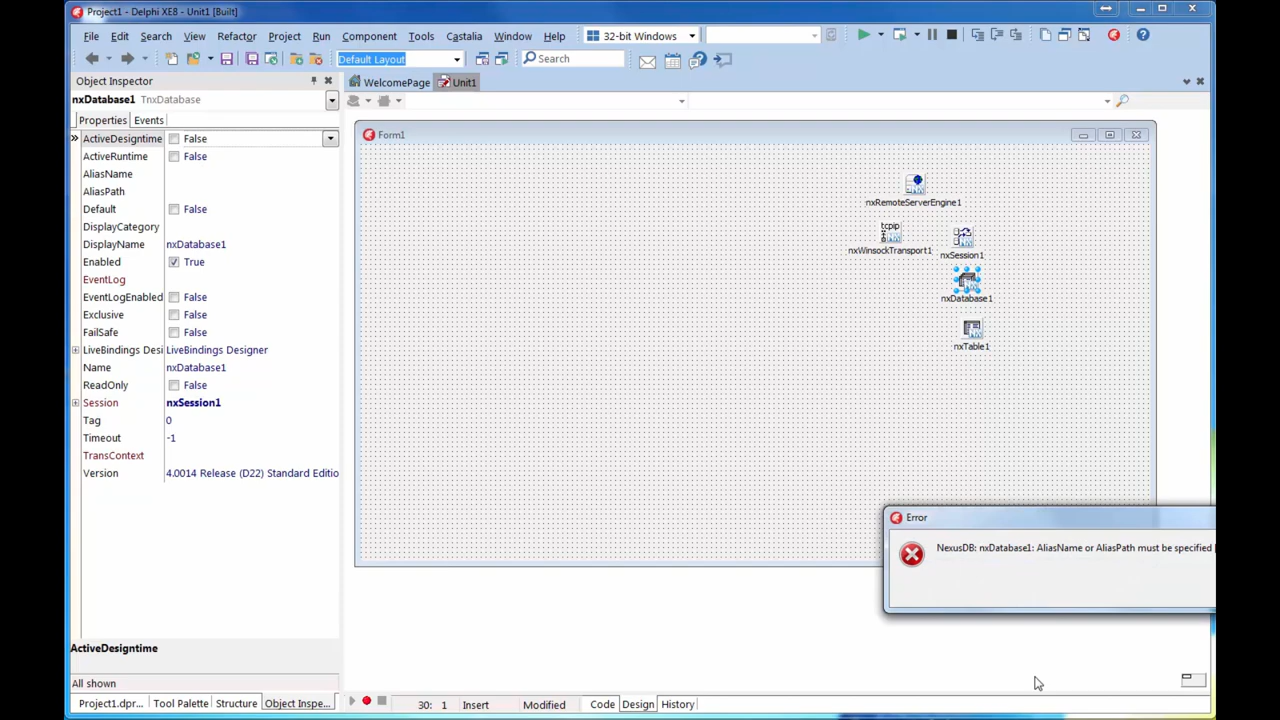 Project1 - Delphi XE8 - Unit1 [Built]
File Edit Search View Refactor Project Run Component Tools Castalia Window Help 32-bit Windows
Default Layout Search
Object Inspector WelcomePage Unit1
nxDatabase1 TnxDatabase
Properties Events
ActiveDesigntime False
ActiveRuntime False
AliasName
AliasPath
Default False
DisplayCategory
DisplayName nxDatabase1
Enabled True
EventLog
EventLogEnabled False
Exclusive False
FailSafe False
LiveBindings Desi LiveBindings Designer
Name nxDatabase1
ReadOnly False
Session nxSession1
Tag 0
Timeout -1
TransContext
Version 4.0014 Release (D22) Standard Editio
Form1
nxRemoteServerEngine1
tcpip
nxWinsockTransport1
nxSession1
nxDatabase1
nxTable1
Error
NexusDB: nxDatabase1: AliasName or AliasPath must be specified [
ActiveDesigntime
All shown
Project1.dpr... Tool Palette Structure Object Inspe...
30: 1 Insert Modified Code Design History